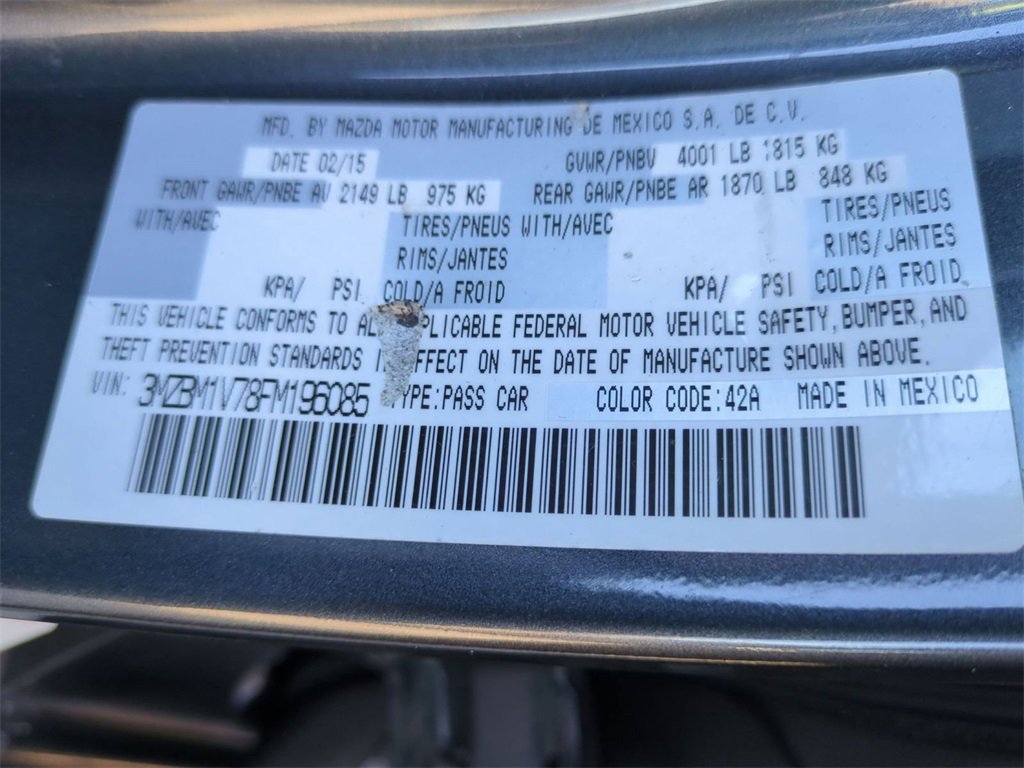 MFD. BY MAZDA MOTOR MANUFACTURING DE MEXICO S.A. DE C.V.
DATE 02/15 GVWR/PNBV 4001 LB 1815 KG
FRONT GAWR/PNBE AV 2149 LB 975 KG REAR GAWR/PNBE AR 1870 LB 848 KG
WITH/AVEC TIRES/PNEUS WITH/AVEC TIRES/PNEUS
RIMS/JANTES RIMS/JANTES
KPA/ PSI COLD/A FROID KPA/ PSI COLD/A FROID
THIS VEHICLE CONFORMS TO ALL APPLICABLE FEDERAL MOTOR VEHICLE SAFETY, BUMPER, AND
THEFT PREVENTION STANDARDS IN EFFECT ON THE DATE OF MANUFACTURE SHOWN ABOVE.
VIN: 3MZBM1V78FM196085 TYPE:PASS CAR COLOR CODE:42A MADE IN MEXICO